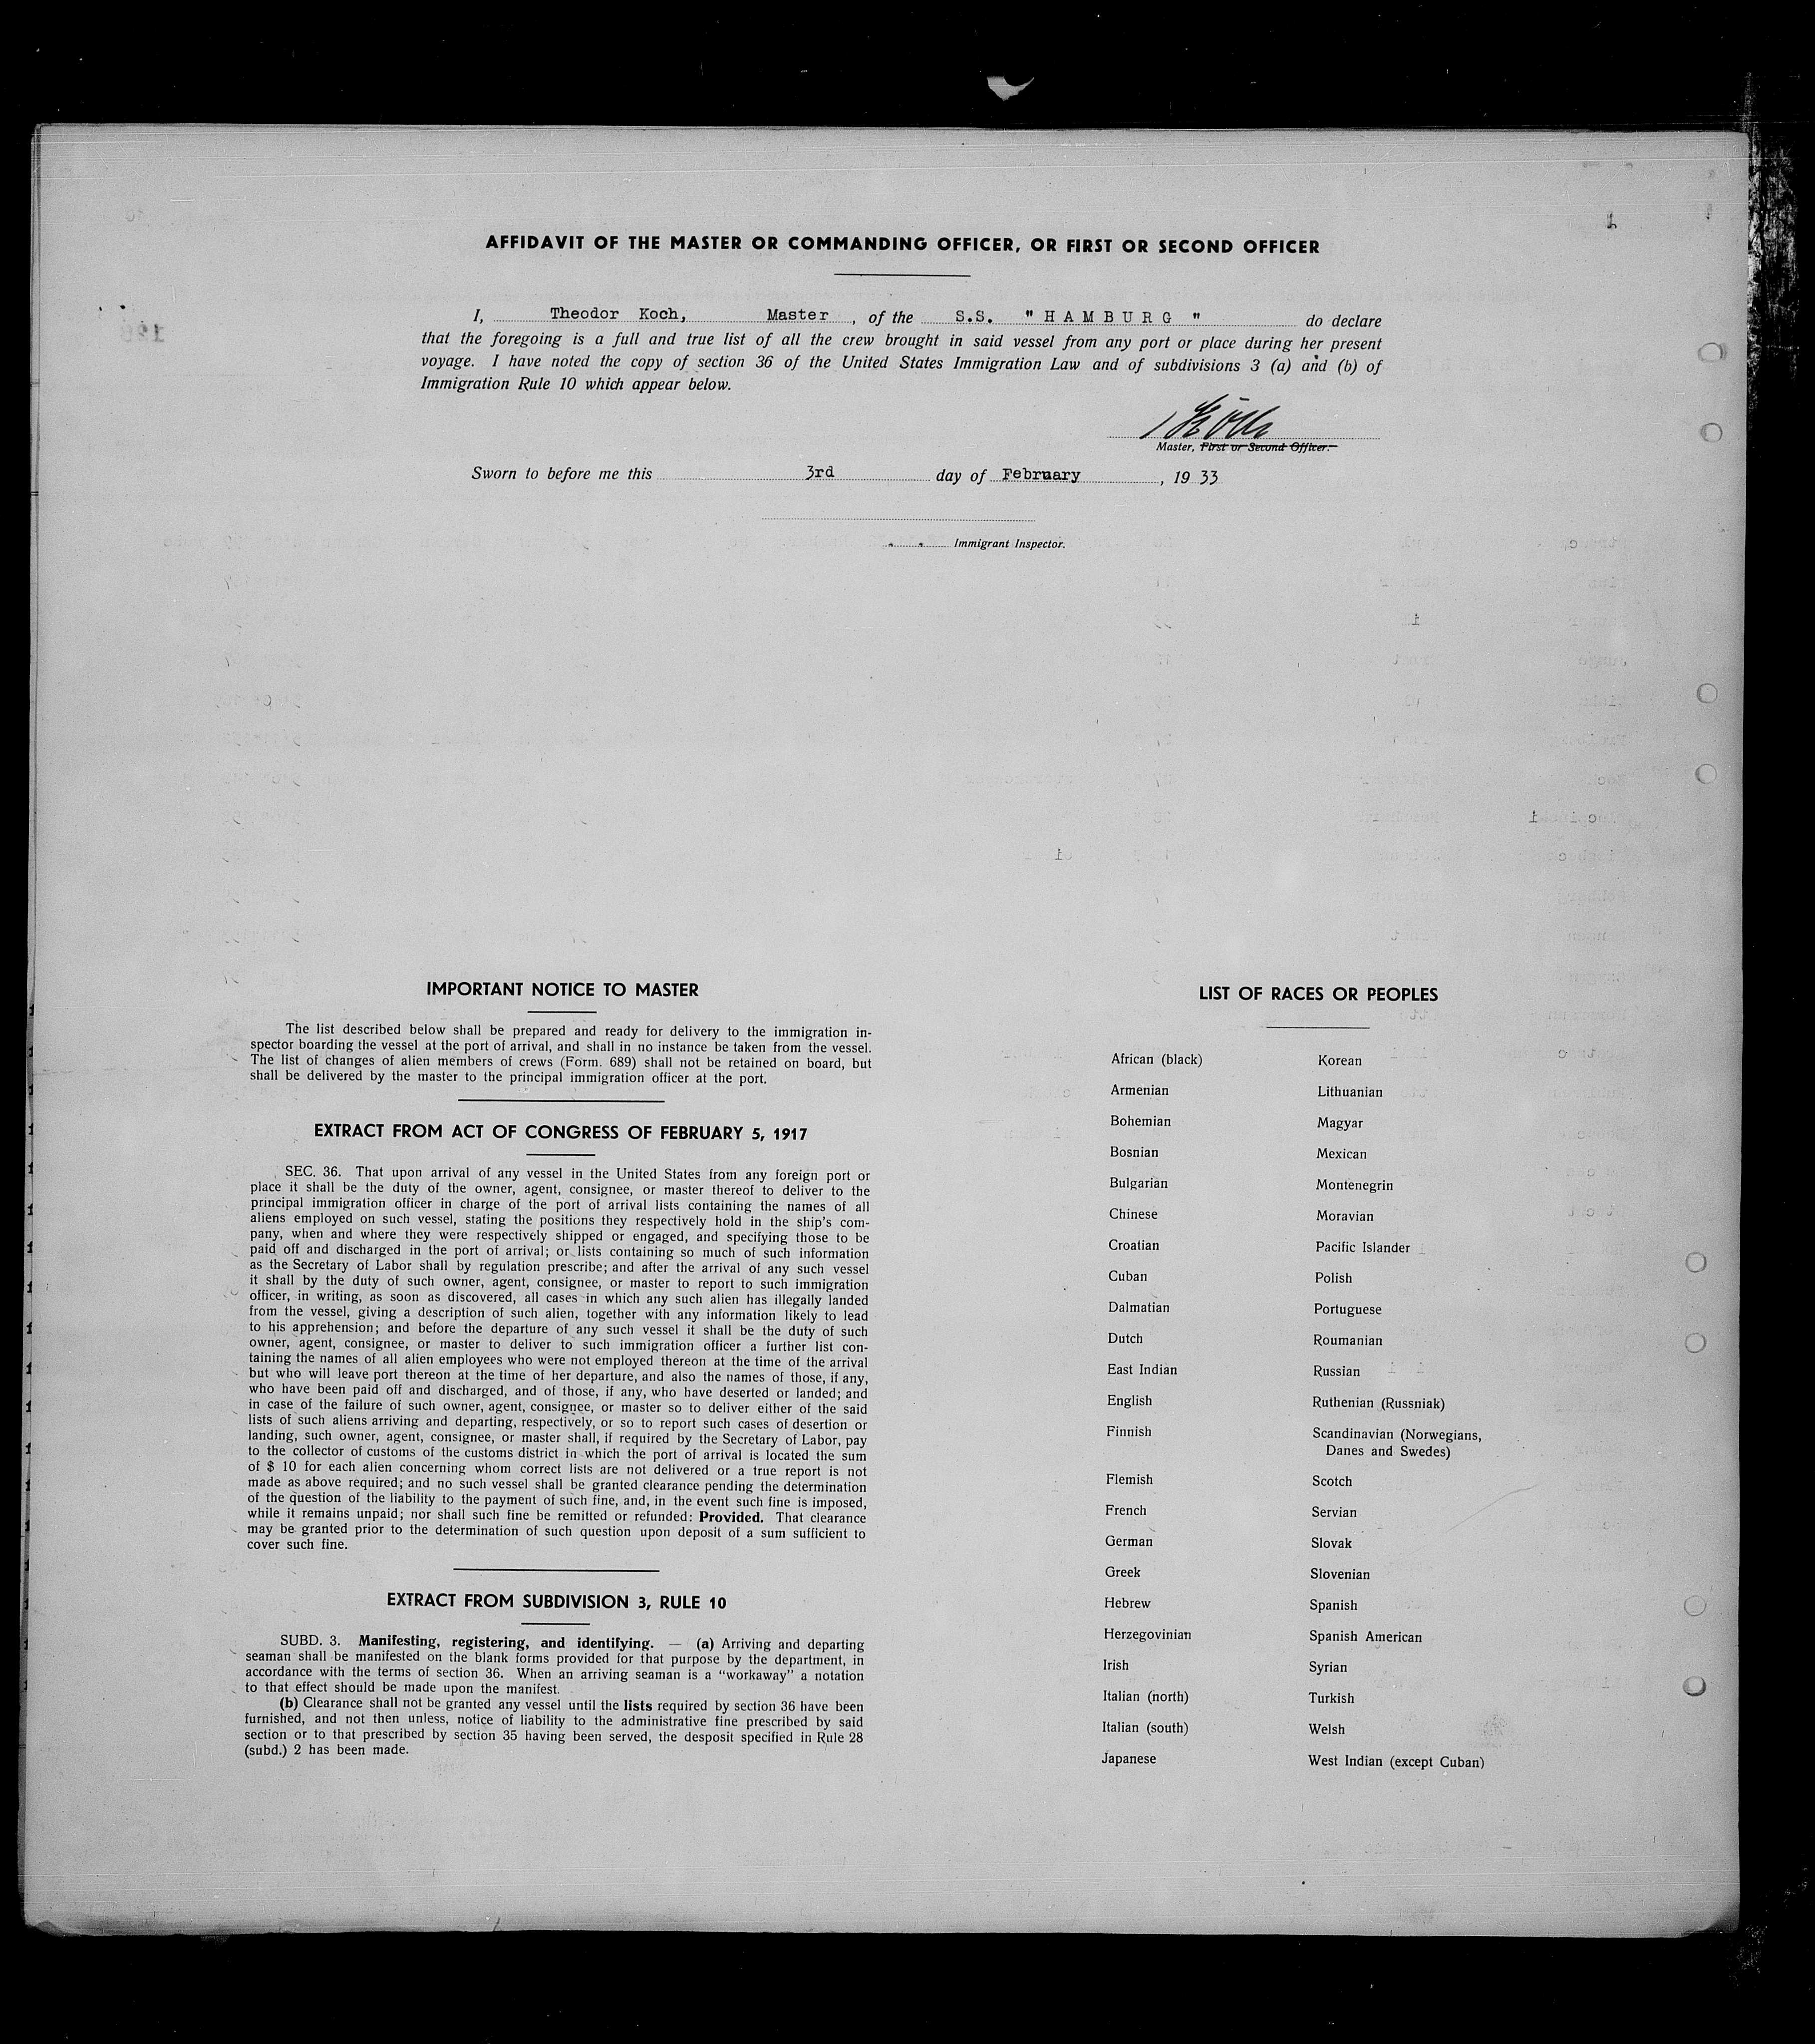 AFFIDAVIT OF THE MASTER OR COMMANDING OFFICER, OR FIRST OR SECOND OFFICER
I, Theodor Koch, Master, of the S.S. "HAMBURG" do declare
that the foregoing is a full and true list of all the crew brought in said vessel from any port or place during her present
voyage. I have noted the copy of section 36 of the United States Immigration Law and of subdivisions 3 (a) and (b) of
Immigration Rule 10 which appear below.
Koch
Master, First or Second Officer.
Sworn to before me this 3rd day of February, 19 33
Immigrant Inspector.
IMPORTANT NOTICE TO MASTER
The list described below shall be prepared and ready for delivery to the immigration in-
spector boarding the vessel at the port of arrival, and shall in no instance be taken from the vessel.
The list of changes of alien members of crews (Form. 689) shall not be retained on board, but
shall be delivered by the master to the principal immigration officer at the port.
EXTRACT FROM ACT OF CONGRESS OF FEBRUARY 5, 1917
SEC. 36. That upon arrival of any vessel in the United States from any foreign port or
place it shall be the duty of the owner, agent, consignee, or master thereof to deliver to the
principal immigration officer in charge of the port of arrival lists containing the names of all
aliens employed on such vessel, stating the positions they respectively hold in the ship's com-
pany, when and where they were respectively shipped or engaged, and specifying those to be
paid off and discharged in the port of arrival; or lists containing so much of such information
as the Secretary of Labor shall by regulation prescribe; and after the arrival of any such vessel
it shall by the duty of such owner, agent, consignee, or master to report to such immigration
officer, in writing, as soon as discovered, all cases in which any such alien has illegally landed
from the vessel, giving a description of such alien, together with any information likely to lead
to his apprehension; and before the departure of any such vessel it shall be the duty of such
owner, agent, consignee, or master to deliver to such immigration officer a further list con-
taining the names of all alien employees who were not employed thereon at the time of the arrival
but who will leave port thereon at the time of her departure, and also the names of those, if any,
who have been paid off and discharged, and of those, if any, who have deserted or landed; and
in case of the failure of such owner, agent, consignee, or master so to deliver either of the said
lists of such aliens arriving and departing, respectively, or so to report such cases of desertion or
landing, such owner, agent, consignee, or master shall, if required by the Secretary of Labor, pay
to the collector of customs of the customs district in which the port of arrival is located the sum
of $ 10 for each alien concerning whom correct lists are not delivered or a true report is not
made as above required; and no such vessel shall be granted clearance pending the determination
of the question of the liability to the payment of such fine, and, in the event such fine is imposed,
while it remains unpaid; nor shall such fine be remitted or refunded: Provided. That clearance
may be granted prior to the determination of such question upon deposit of a sum sufficient to
cover such fine.
EXTRACT FROM SUBDIVISION 3, RULE 10
SUBD. 3. Manifesting, registering, and identifying. — (a) Arriving and departing
seaman shall be manifested on the blank forms provided for that purpose by the department, in
accordance with the terms of section 36. When an arriving seaman is a "workaway" a notation
to that effect should be made upon the manifest.
(b) Clearance shall not be granted any vessel until the lists required by section 36 have been
furnished, and not then unless, notice of liability to the administrative fine prescribed by said
section or to that prescribed by section 35 having been served, the desposit specified in Rule 28
(subd.) 2 has been made.
LIST OF RACES OR PEOPLES
African (black)
Armenian
Bohemian
Bosnian
Bulgarian
Chinese
Croatian
Cuban
Dalmatian
Dutch
East Indian
English
Finnish
Flemish
French
German
Greek
Hebrew
Herzegovinian
Irish
Italian (north)
Italian (south)
Japanese
Korean
Lithuanian
Magyar
Mexican
Montenegrin
Moravian
Pacific Islander
Polish
Portuguese
Roumanian
Russian
Ruthenian (Russniak)
Scandinavian (Norwegians,
Danes and Swedes)
Scotch
Servian
Slovak
Slovenian
Spanish
Spanish American
Syrian
Turkish
Welsh
West Indian (except Cuban)